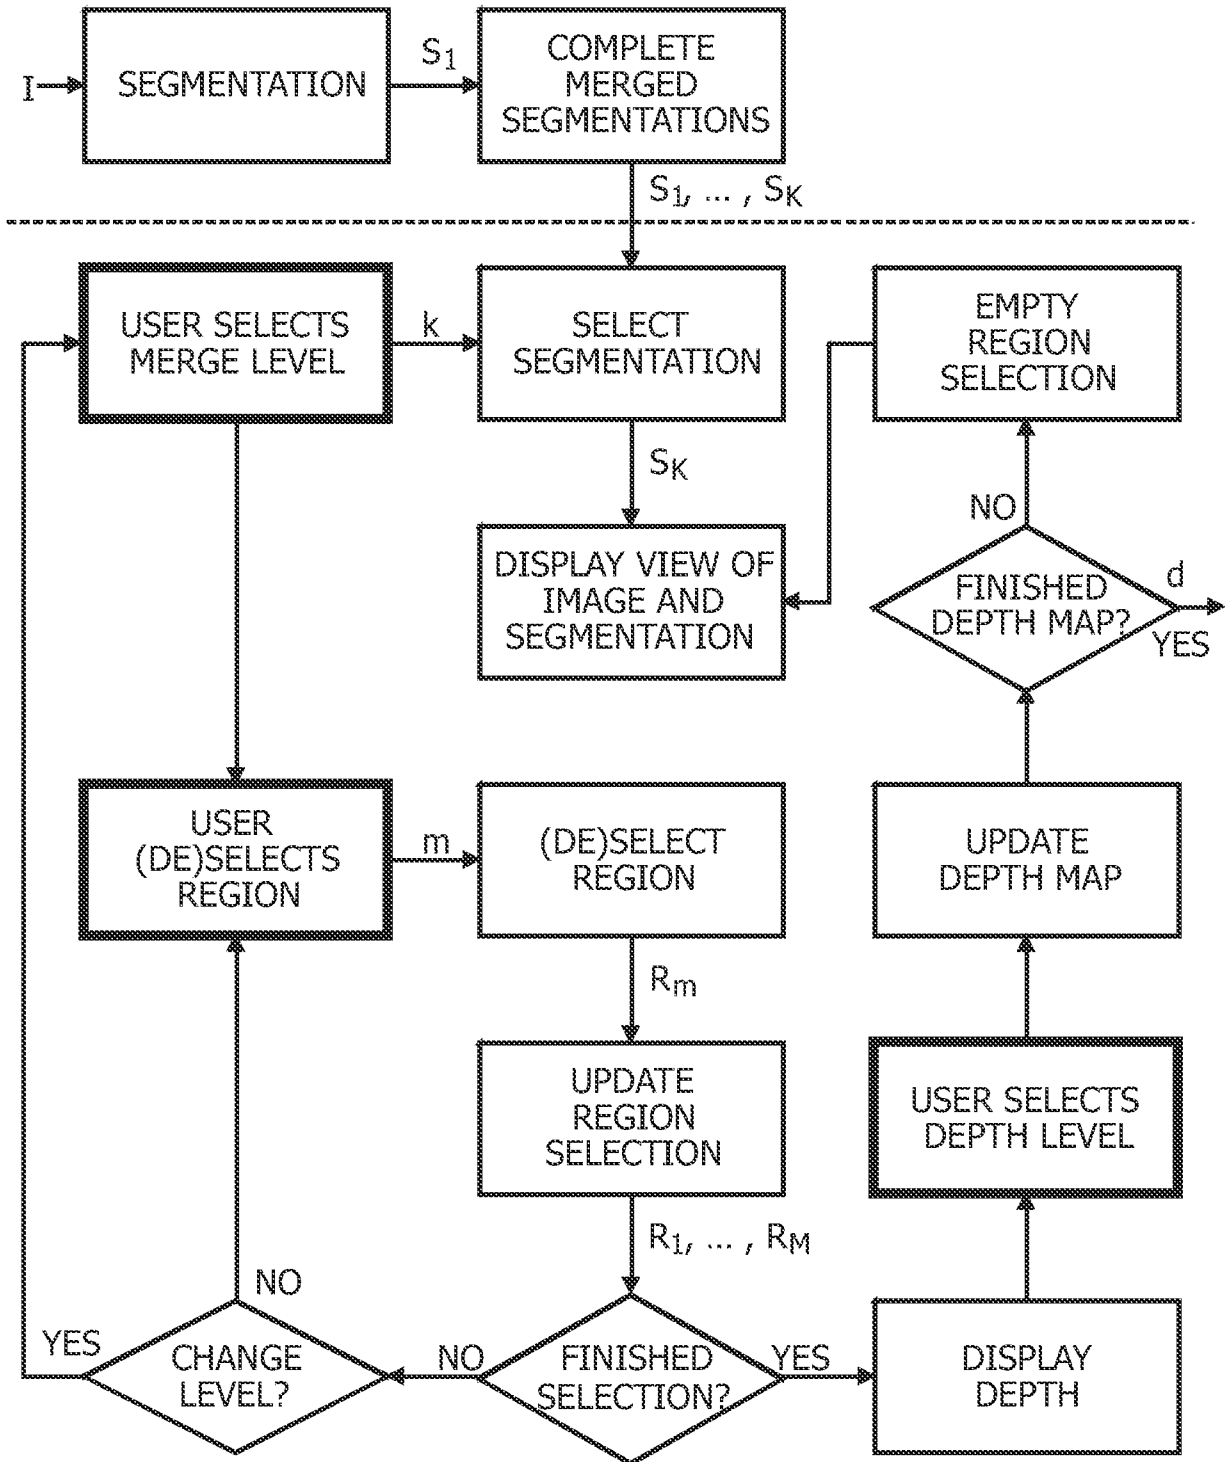 I
SEGMENTATION
S1
COMPLETE
MERGED
SEGMENTATIONS
S1, ... , SK
USER SELECTS
MERGE LEVEL
k
SELECT
SEGMENTATION
EMPTY
REGION
SELECTION
SK
NO
DISPLAY VIEW OF
IMAGE AND
SEGMENTATION
FINISHED
DEPTH MAP?
d
YES
USER
(DE)SELECTS
REGION
m
(DE)SELECT
REGION
UPDATE
DEPTH MAP
Rm
UPDATE
REGION
SELECTION
USER SELECTS
DEPTH LEVEL
R1, ... , RM
NO
YES
CHANGE
LEVEL?
NO
FINISHED
SELECTION?
YES
DISPLAY
DEPTH